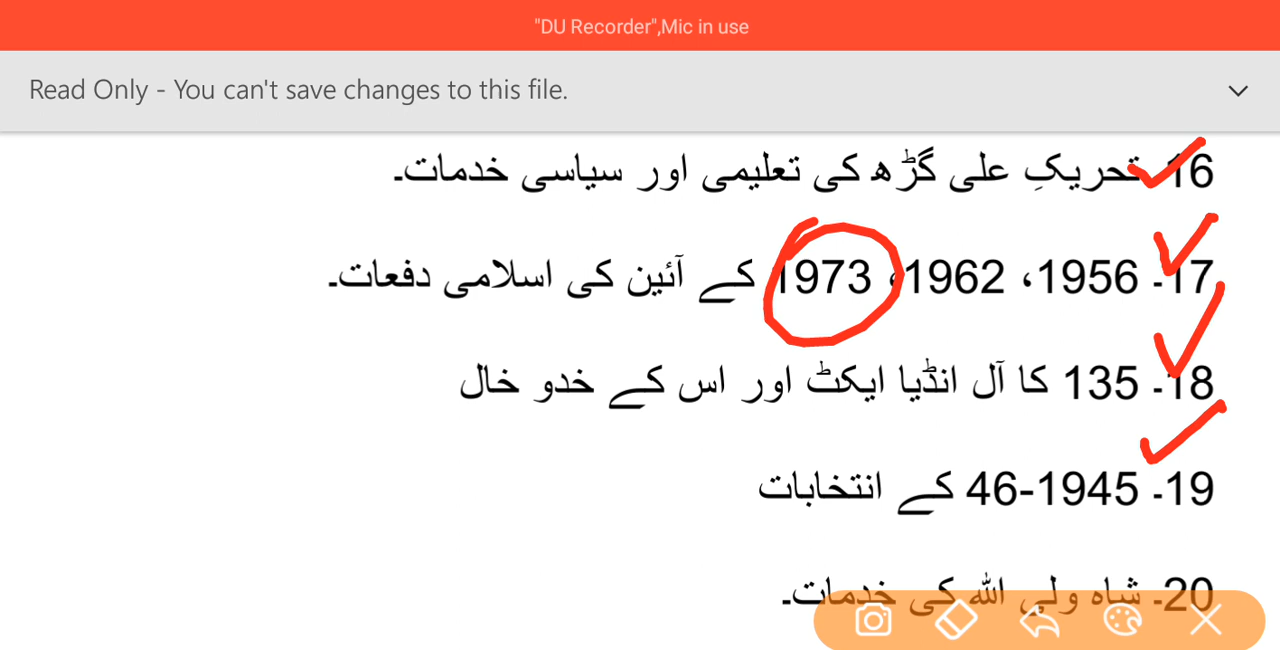 "DU Recorder",Mic in use
Read Only - You can't save changes to this file.
16۔ تحریکِ علی گڑھ کی تعلیمی اور سیاسی خدمات۔
17۔ 1956، 1962، 1973 کے آئین کی اسلامی دفعات۔
18۔ 135 کا آل انڈیا ایکٹ اور اس کے خدو خال
19۔ 1945-46 کے انتخابات
20۔ شاہ ولی اللہ کی خدمات۔